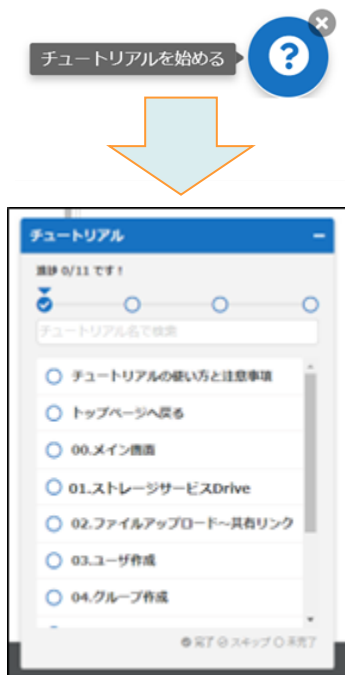 チュートリアルを始める
?
チュートリアル
進捗 0/11 です！
チュートリアル名で検索
チュートリアルの使い方と注意事項
トップページへ戻る
00.メイン画面
01.ストレージサービスDrive
02.ファイルアップロード～共有リンク
03.ユーザ作成
04.グループ作成
完了 スキップ 未完了